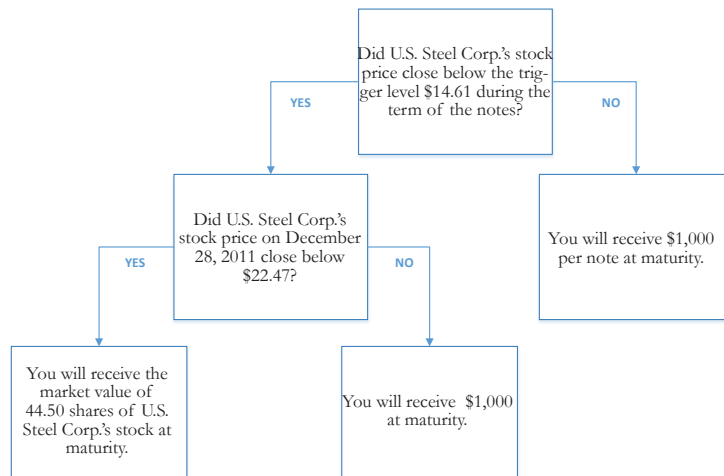 Did U.S. Steel Corp.'s stock
price close below the trig-
ger level $14.61 during the
term of the notes?
YES
NO
Did U.S. Steel Corp.'s
stock price on December
28, 2011 close below
$22.47?
You will receive $1,000
per note at maturity.
YES
NO
You will receive the
market value of
44.50 shares of U.S.
Steel Corp.'s stock at
maturity.
You will receive $1,000
at maturity.